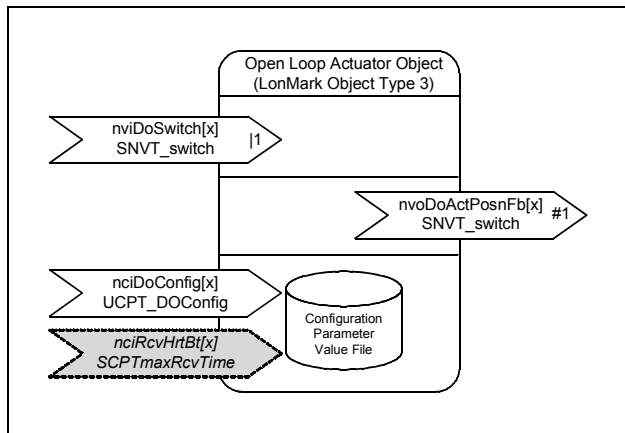 Open Loop Actuator Object
(LonMark Object Type 3)
nviDoSwitch[x]
SNVT_switch |1
nvoDoActPosnFb[x]
SNVT_switch #1
nciDoConfig[x]
UCPT_DOConfig
nciRcvHrtBt[x]
SCPTmaxRcvTime
Configuration
Parameter
Value File